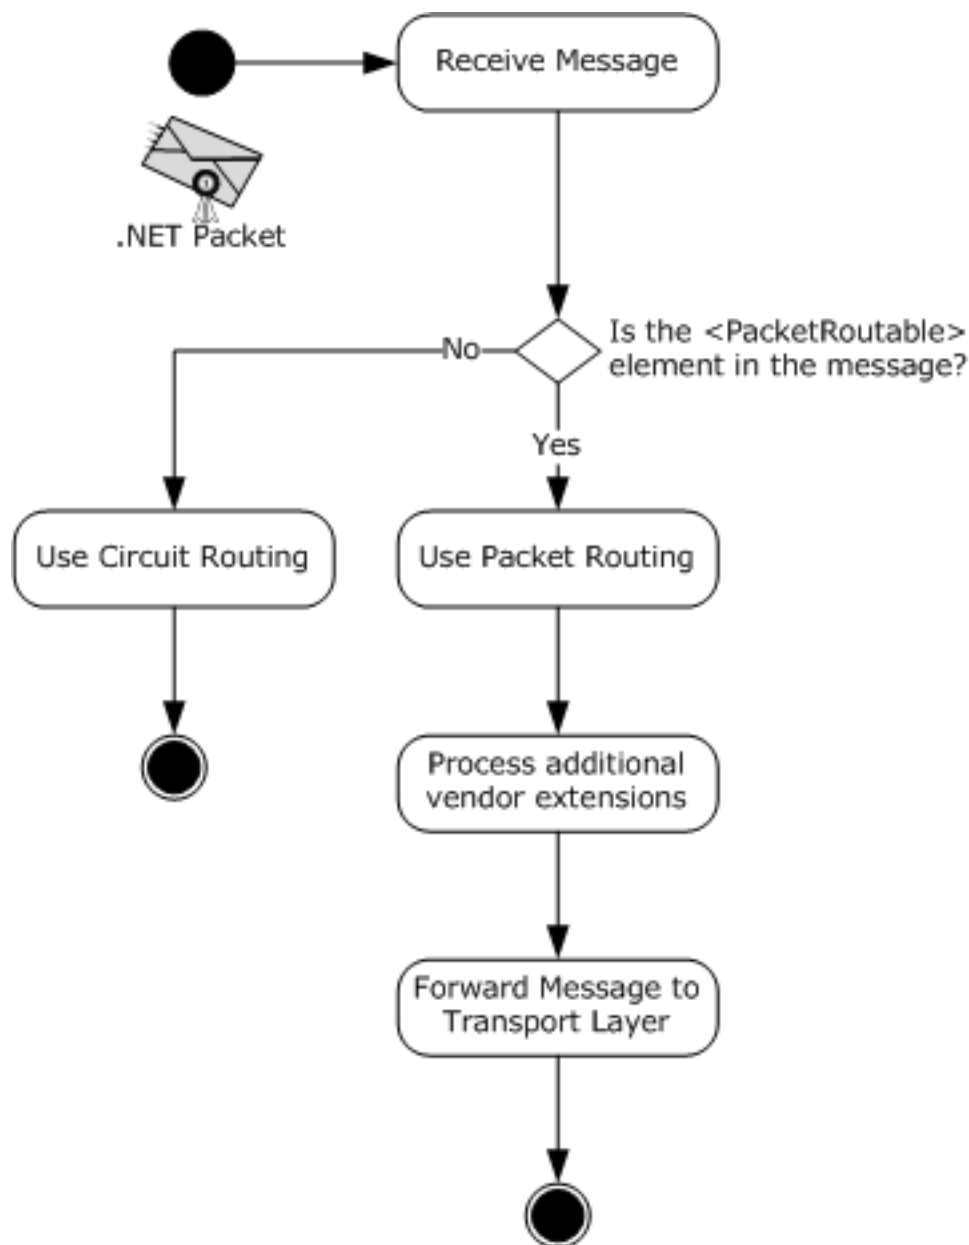 Receive Message
.NET Packet
Is the <PacketRoutable>
element in the message?
No
Yes
Use Circuit Routing
Use Packet Routing
Process additional
vendor extensions
Forward Message to
Transport Layer